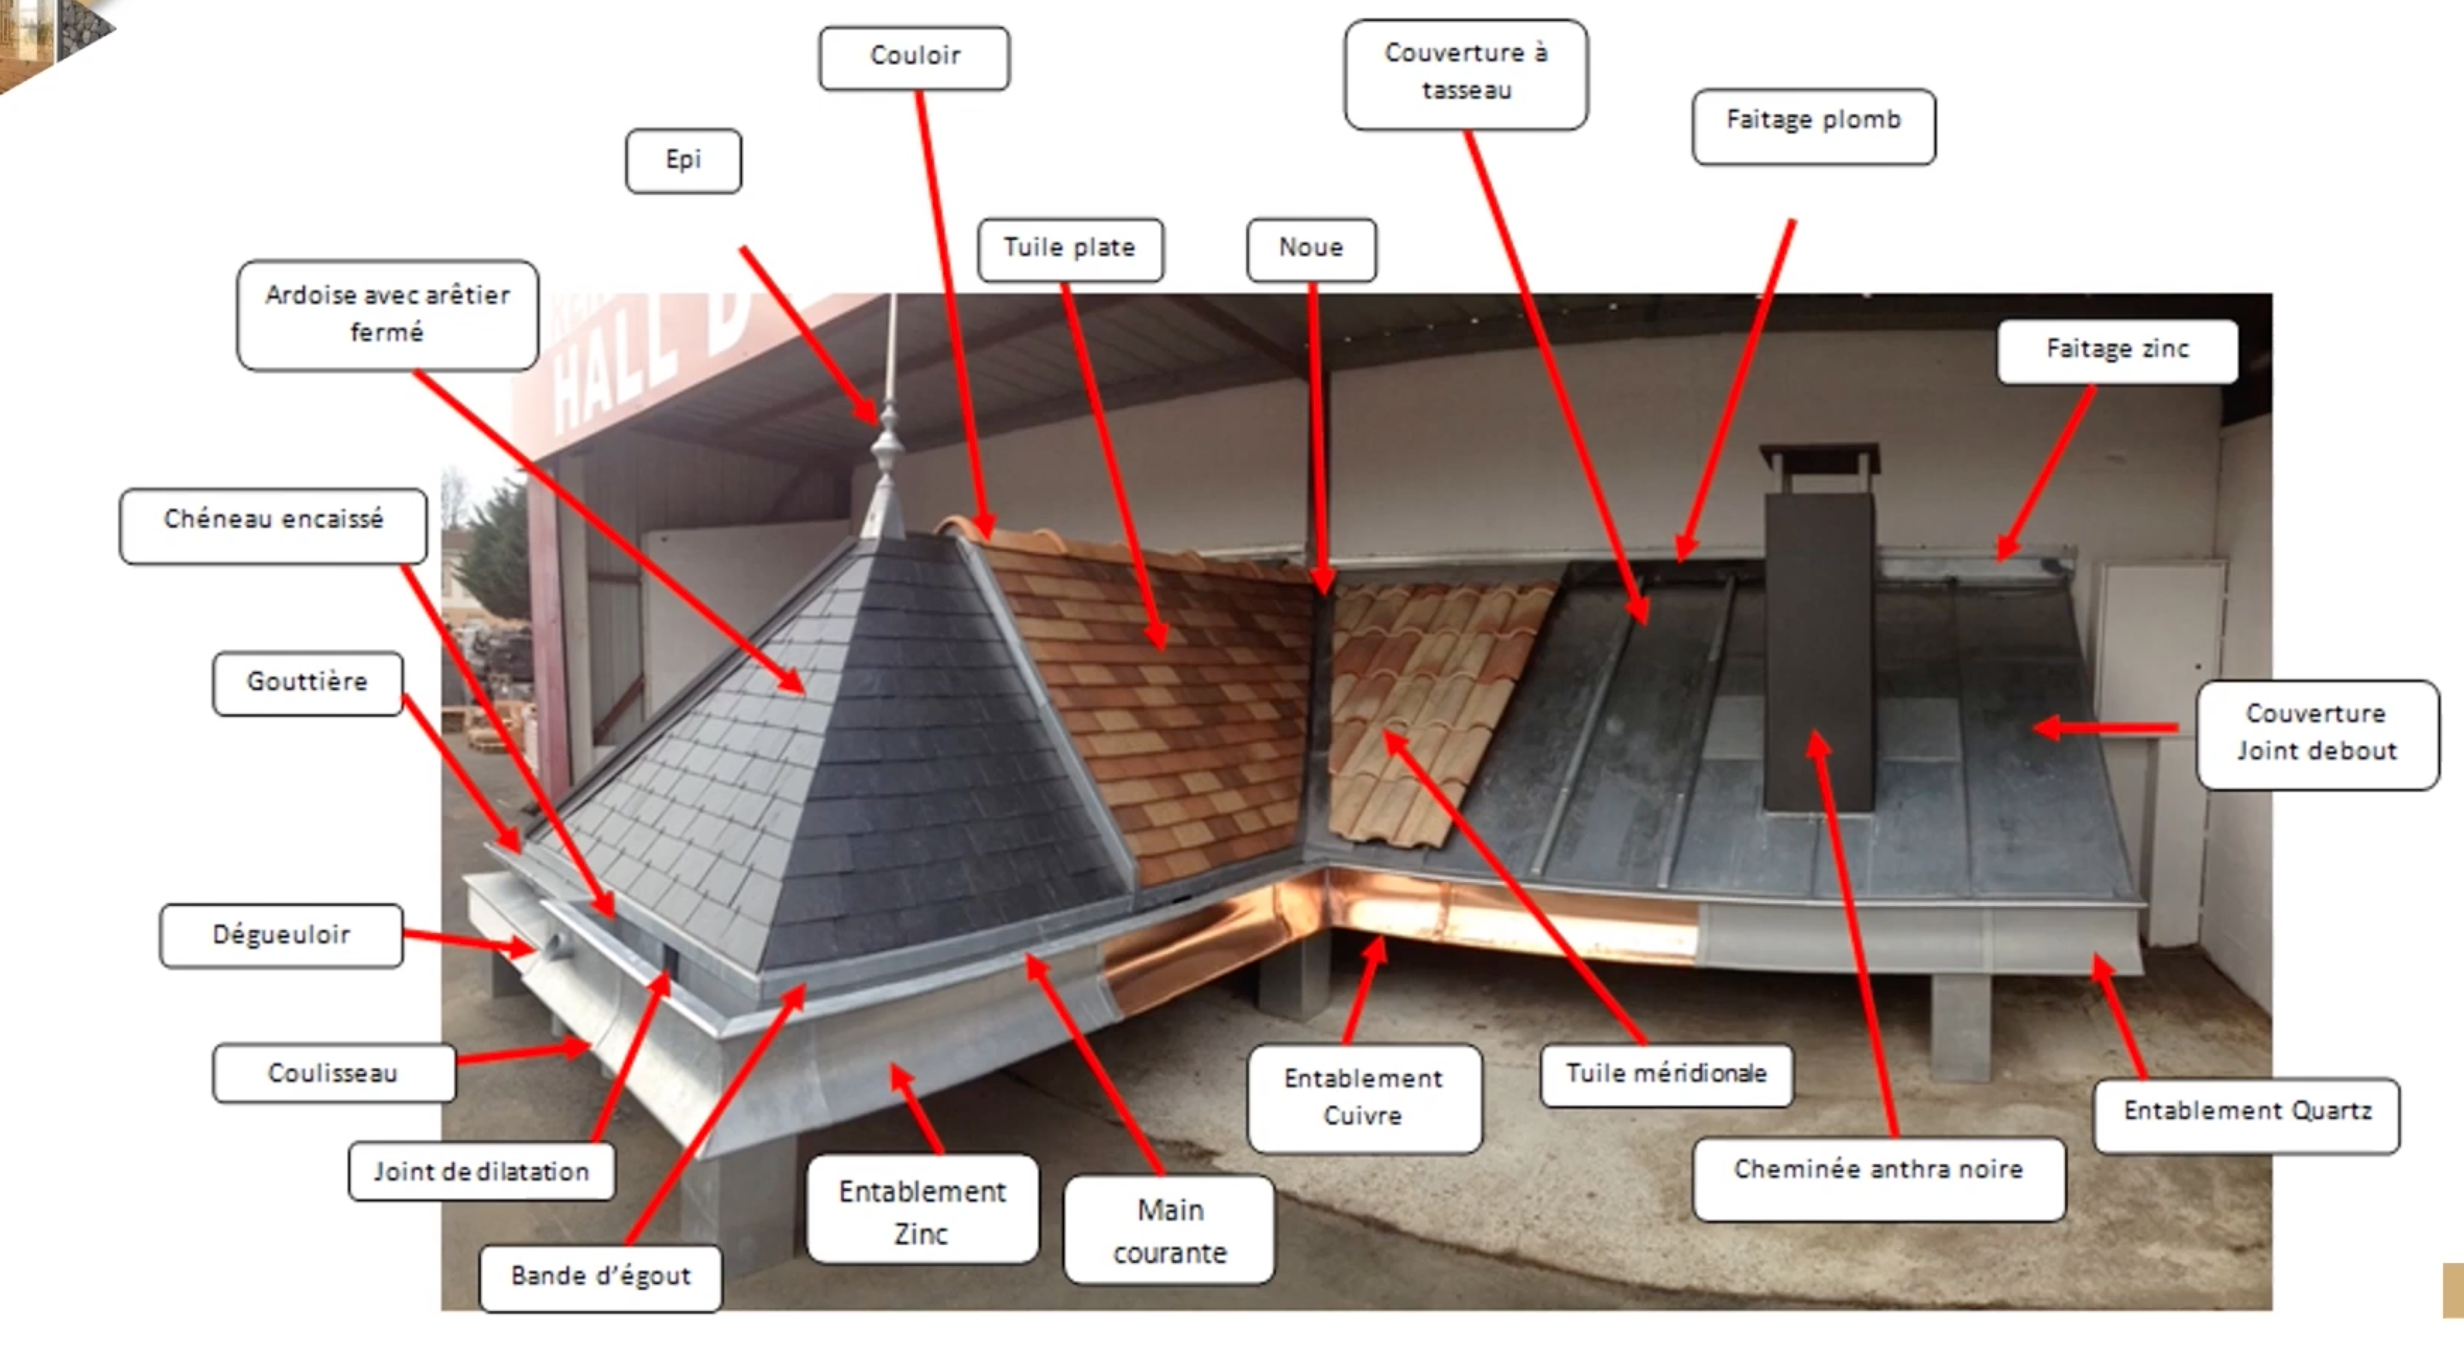 Couloir
Couverture à
tasseau
Faitage plomb
Epi
Tuile plate
Noue
Ardoise avec arêtier
fermé
HALL D
Faitage zinc
Chéneau encaissé
Gouttière
Couverture
Joint debout
Dégueuloir
Coulisseau
Entablement
Cuivre
Tuile méridionale
Entablement Quartz
Joint de dilatation
Entablement
Zinc
Main
courante
Cheminée anthra noire
Bande d’égout